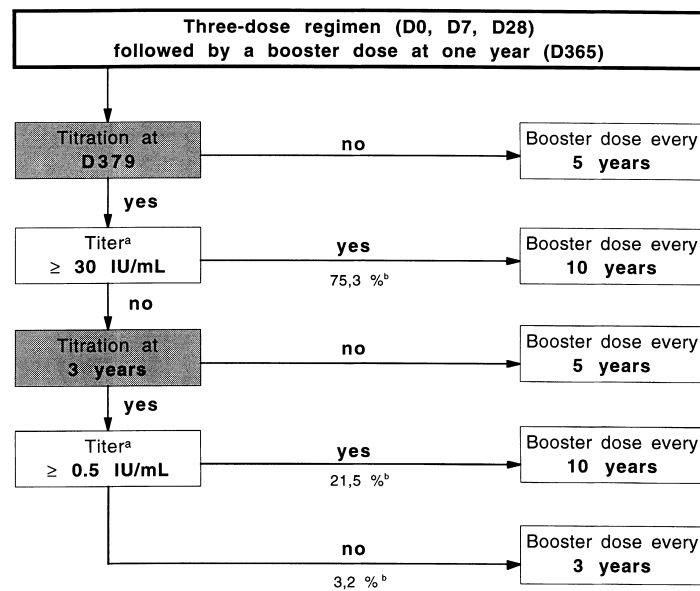 Three-dose regimen (D0, D7, D28)
followed by a booster dose at one year (D365)
Titration at
D379
no
Booster dose every
5 years
yes
Titerᵃ
≥ 30 IU/mL
yes
75,3 %ᵇ
Booster dose every
10 years
no
Titration at
3 years
no
Booster dose every
5 years
yes
Titerᵃ
≥ 0.5 IU/mL
yes
21,5 %ᵇ
Booster dose every
10 years
no
3,2 %ᵇ
Booster dose every
3 years